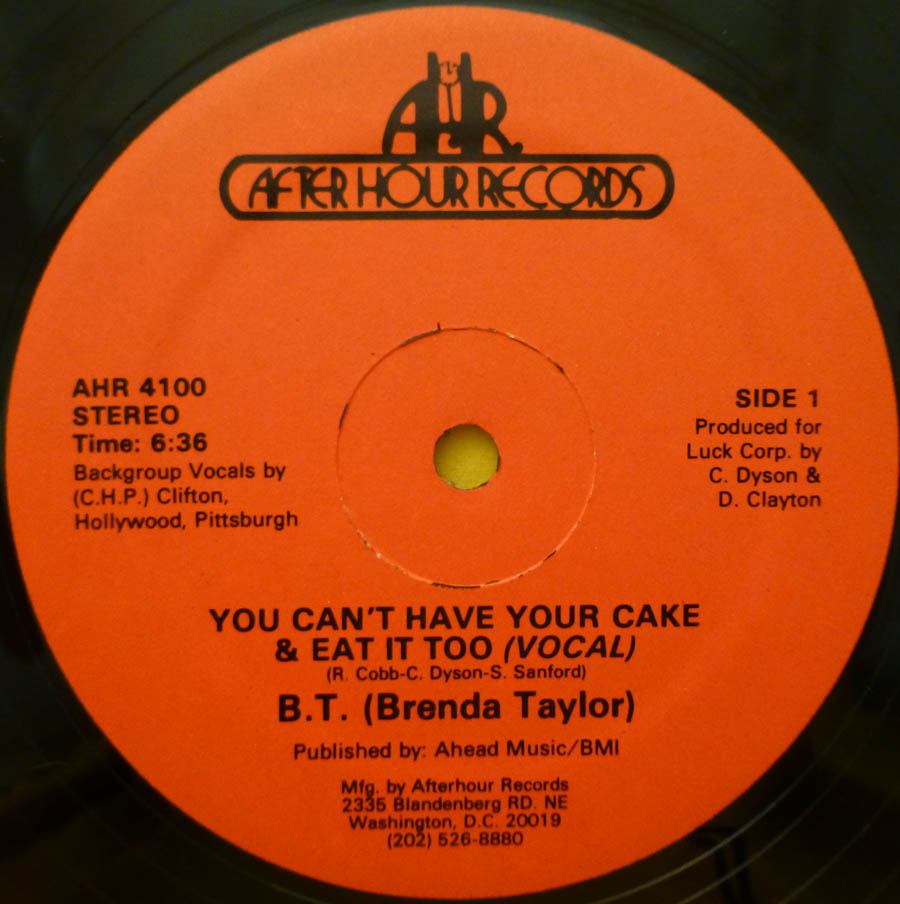 AHR
AFTER HOUR RECORDS
AHR 4100
STEREO
Time: 6:36
Backgroup Vocals by
(C.H.P.) Clifton,
Hollywood, Pittsburgh
SIDE 1
Produced for
Luck Corp. by
C. Dyson &
D. Clayton
YOU CAN'T HAVE YOUR CAKE
& EAT IT TOO (VOCAL)
(R. Cobb-C. Dyson-S. Sanford)
B.T. (Brenda Taylor)
Published by: Ahead Music/BMI
Mfg. by Afterhour Records
2335 Blandenberg RD. NE
Washington, D.C. 20019
(202) 526-8880